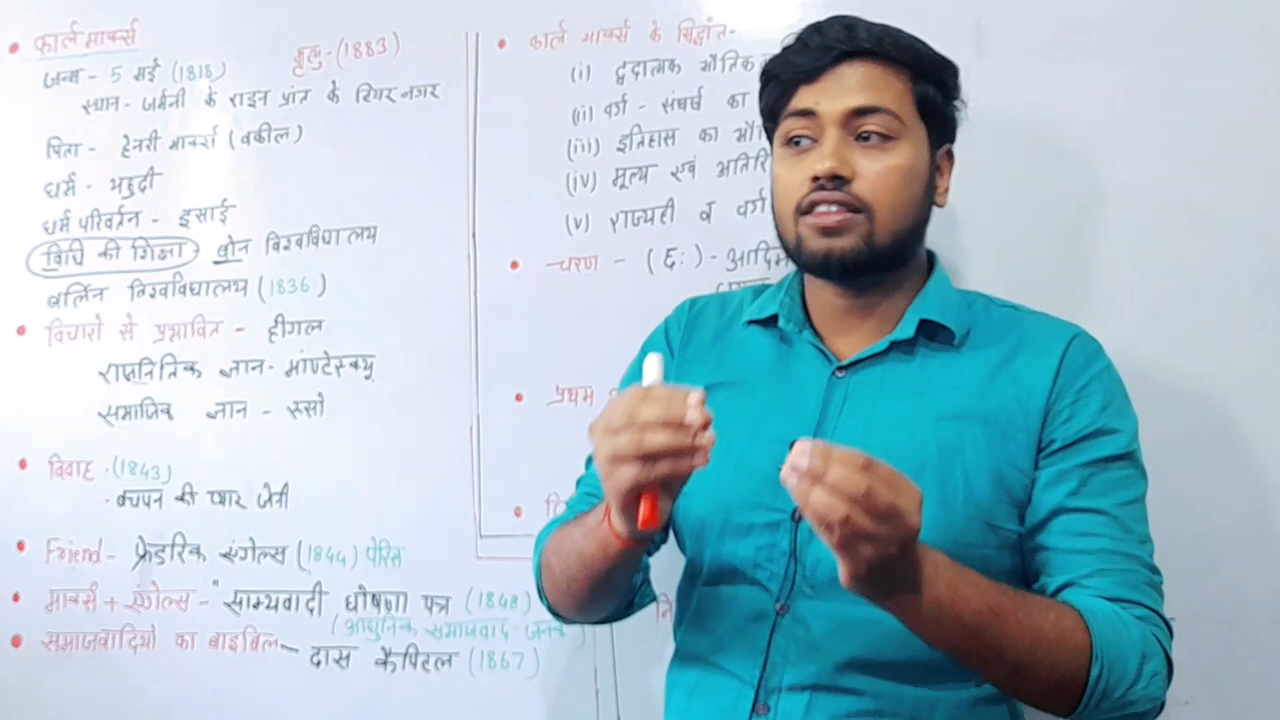 कार्ल मार्क्स
मृत्यु-(1883)
जन्म - 5 मई (1818)
स्थान - जर्मनी के राइन प्रांत के ट्रियर नगर
पिता - हेनरी मार्क्स (वकील)
धर्म - यहुदी
धर्म परिवर्तन - इसाई
विधि की शिक्षा बोन विश्वविद्यालय
बर्लिन विश्वविद्यालय (1836)
विचारो से प्रभावित - हीगल
राजनितिक ज्ञान- मांण्टेस्क्यू
समाजिक ज्ञान - रूसो
विवाह -(1843)
- बचपन की प्यार जेनी
Friend- फ्रेडरिक एंगेल्स (1844) पेरिस
मार्क्स + एंगेल्स - "साम्यवादी घोषणा पत्र (1848)
(आधुनिक समाजवाद जनक)
समाजवादियो का बाइबिल - दास कैपिटल (1867)
कार्ल मार्क्स के सिद्धांत-
(i) द्वंदात्मक भौतिक
(ii) वर्ग - संघर्ष का
(iii) इतिहास का भौ
(iv) मूल्य एवं अतिरि
(v) राज्यही व वर्ग
चरण - (छ:) - आदिम
प्रथम